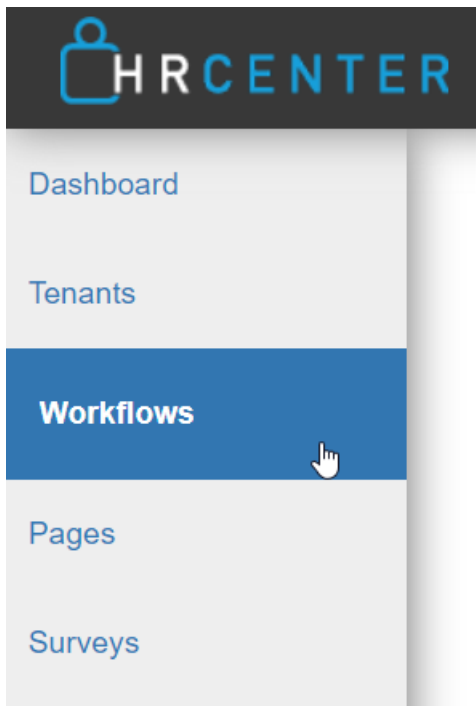 HRCENTER
Dashboard
Tenants
Workflows
Pages
Surveys